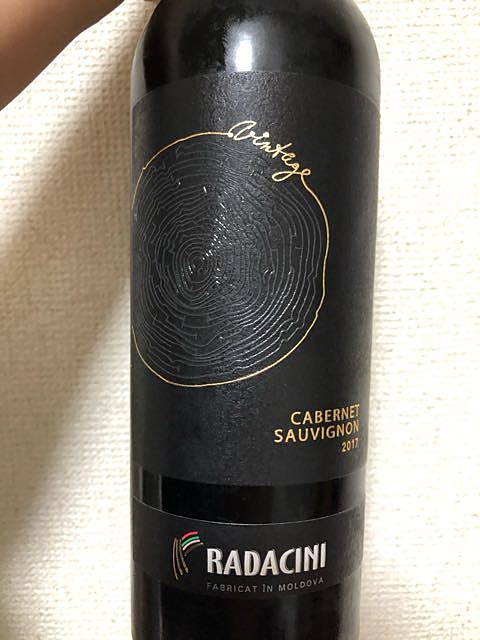 Vintage
CABERNET
SAUVIGNON
2017
RADACINI
FABRICAT ÎN MOLDOVA